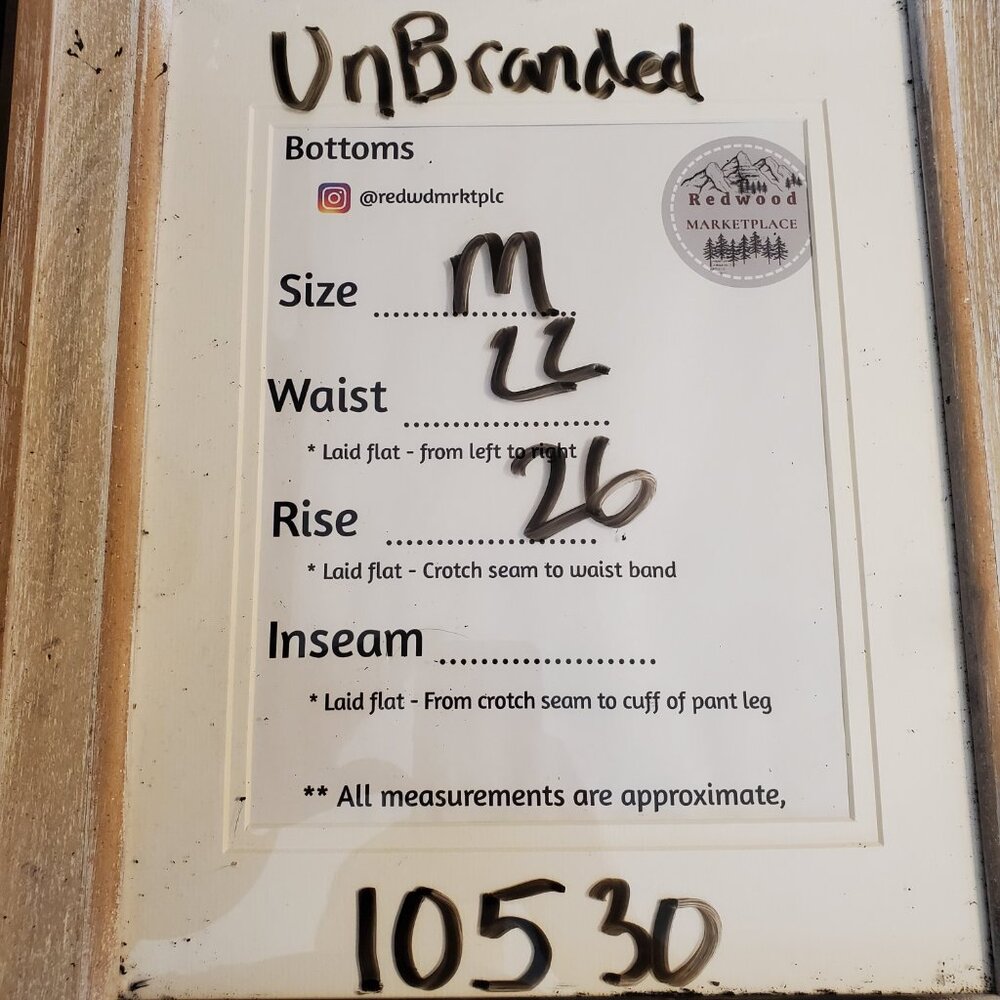 UnBranded
Bottoms
@redwdmrktplc
The
Redwood
MARKETPLACE
Size ........................ M
Waist ........................ 22
* Laid flat - from left to right
Rise ........................ 26
* Laid flat - Crotch seam to waist band
Inseam ........................
* Laid flat - From crotch seam to cuff of pant leg
** All measurements are approximate,
10530